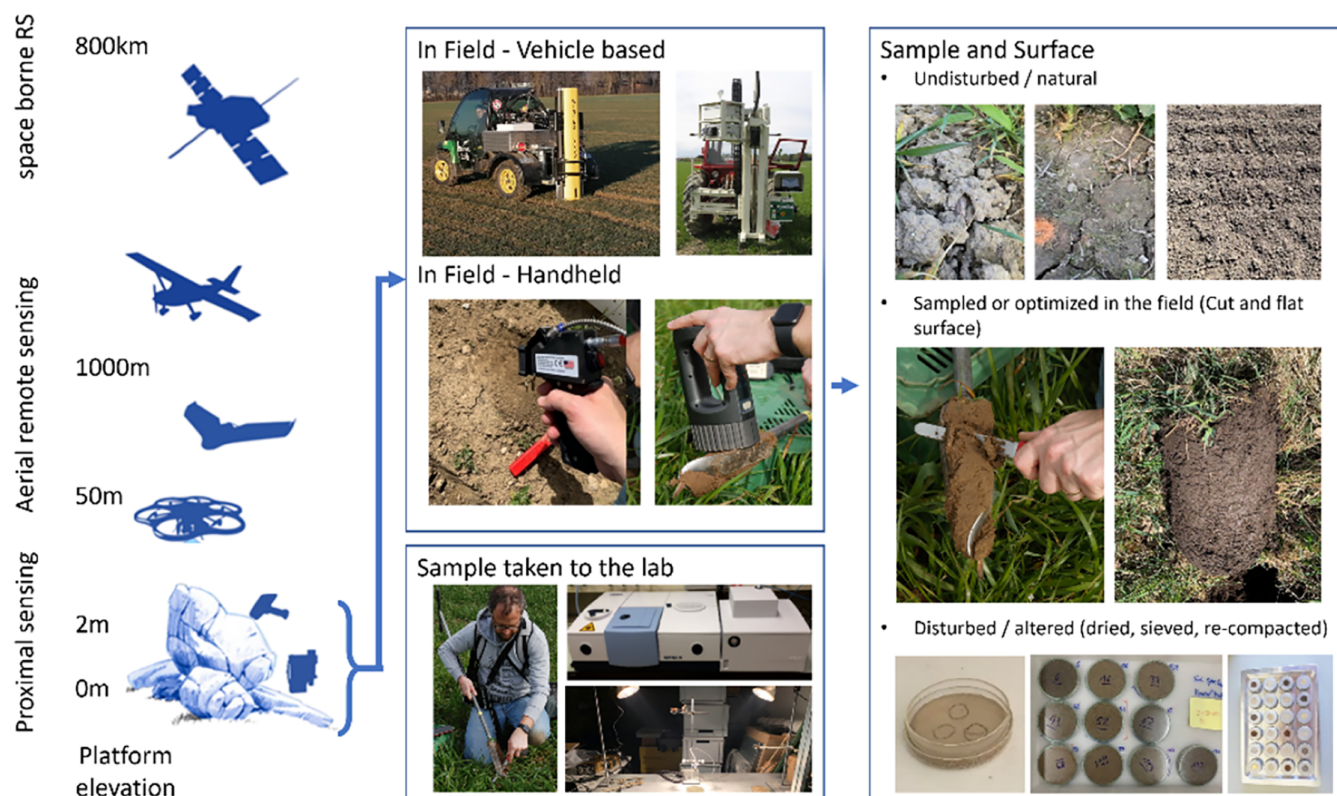 space borne RS
800km
Aerial remote sensing
1000m
50m
Proximal sensing
2m
0m
Platform
elevation
In Field - Vehicle based
In Field - Handheld
Sample taken to the lab
Sample and Surface
• Undisturbed / natural
• Sampled or optimized in the field (Cut and flat
surface)
• Disturbed / altered (dried, sieved, re-compacted)